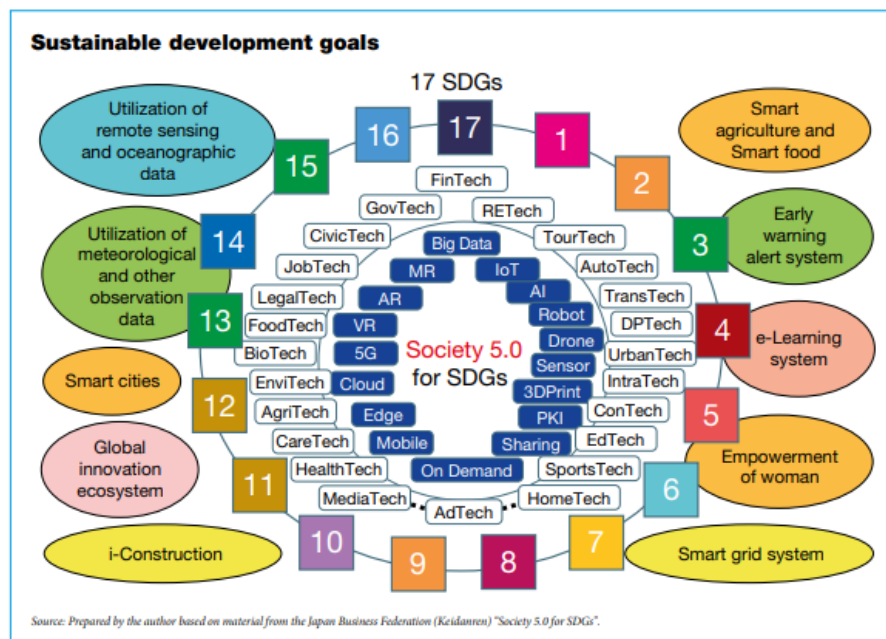 Sustainable development goals
17 SDGs
Utilization of
remote sensing
and oceanographic
data
Utilization of
meteorological
and other
observation
data
Smart cities
Global
innovation
ecosystem
i-Construction
Smart
agriculture and
Smart food
Early
warning
alert system
e-Learning
system
Empowerment
of woman
Smart grid system
17
1
2
3
4
5
6
7
8
9
10
11
12
13
14
15
16
FinTech
RETech
TourTech
AutoTech
TransTech
DPTech
UrbanTech
IntraTech
ConTech
EdTech
SportsTech
HomeTech
AdTech
MediaTech
HealthTech
CareTech
AgriTech
EnviTech
BioTech
FoodTech
LegalTech
JobTech
CivicTech
GovTech
Big Data
IoT
AI
Robot
Drone
Sensor
3DPrint
PKI
Sharing
On Demand
Mobile
Edge
Cloud
5G
VR
AR
MR
Society 5.0
for SDGs
Source: Prepared by the author based on material from the Japan Business Federation (Keidanren) “Society 5.0 for SDGs”.